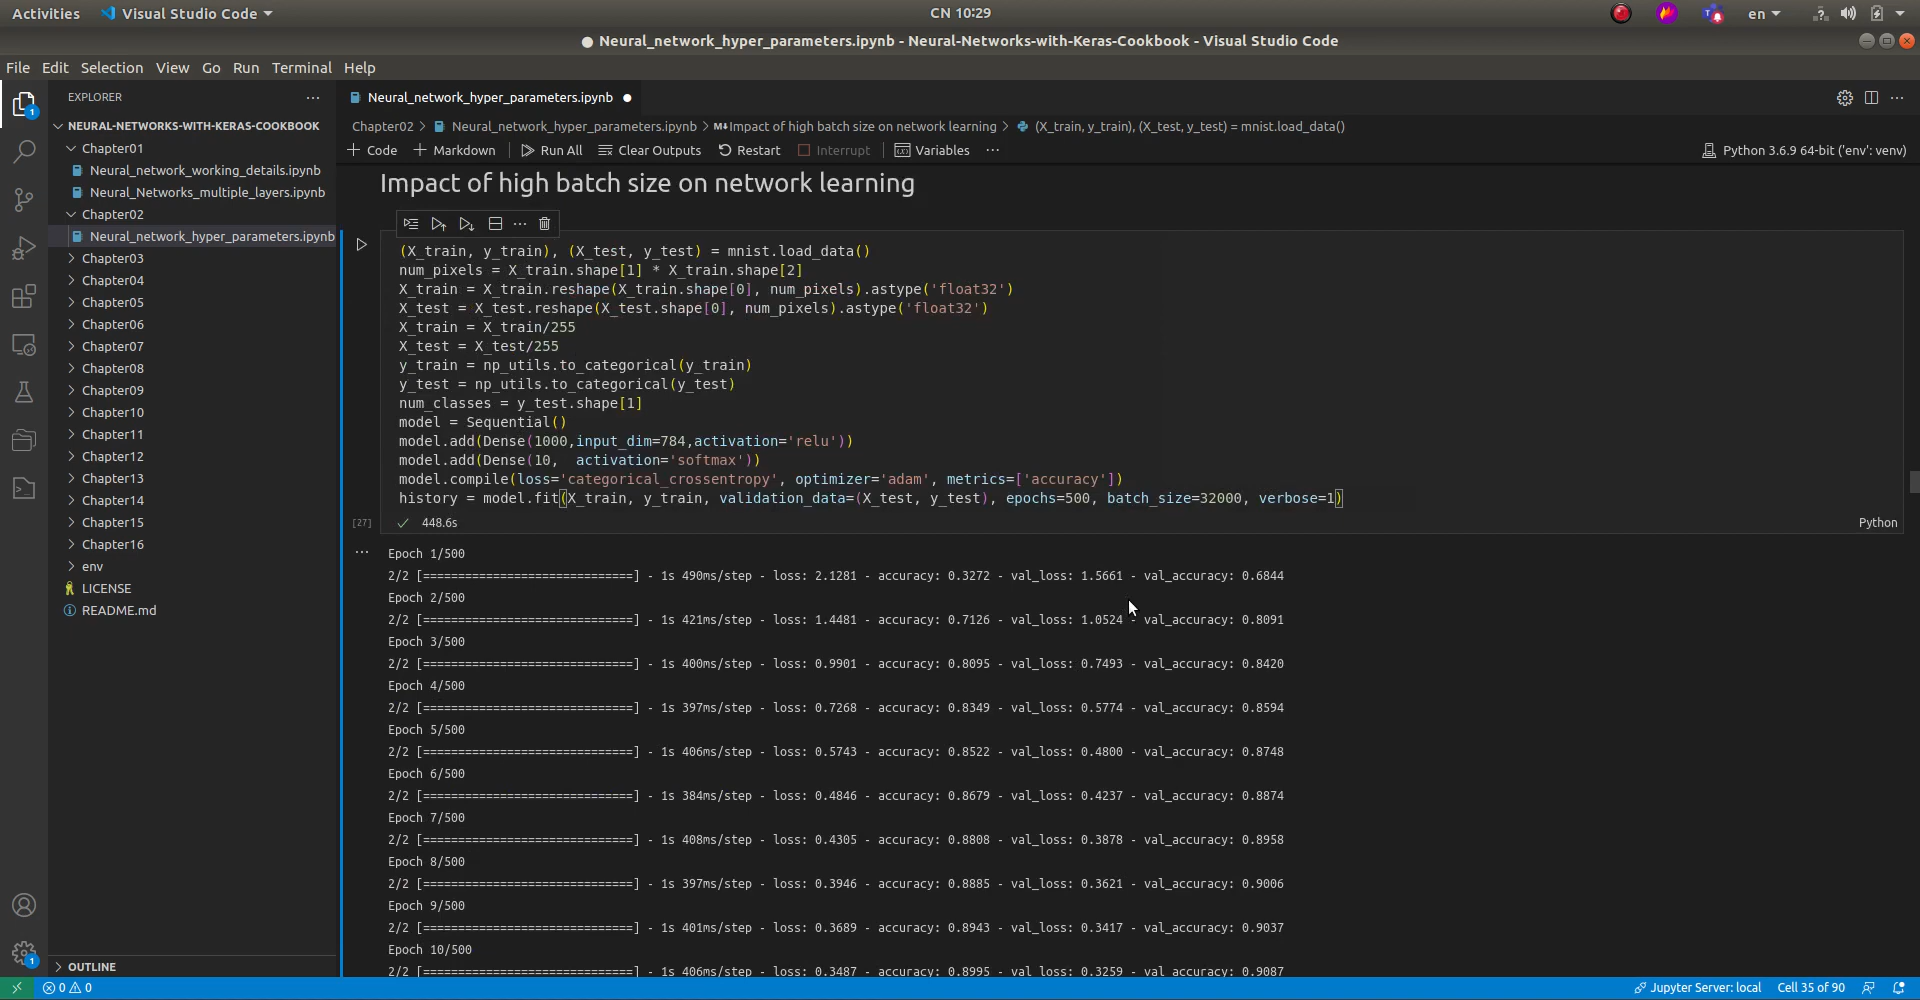 Activities
Visual Studio Code
CN 10:29
en
Neural_network_hyper_parameters.ipynb - Neural-Networks-with-Keras-Cookbook - Visual Studio Code
File Edit Selection View Go Run Terminal Help
EXPLORER
NEURAL-NETWORKS-WITH-KERAS-COOKBOOK
Chapter01
Neural_network_working_details.ipynb
Neural_Networks_multiple_layers.ipynb
Chapter02
Neural_network_hyper_parameters.ipynb
Chapter03
Chapter04
Chapter05
Chapter06
Chapter07
Chapter08
Chapter09
Chapter10
Chapter11
Chapter12
Chapter13
Chapter14
Chapter15
Chapter16
env
LICENSE
README.md
OUTLINE
Neural_network_hyper_parameters.ipynb
Chapter02 > Neural_network_hyper_parameters.ipynb > M↓Impact of high batch size on network learning > (X_train, y_train), (X_test, y_test) = mnist.load_data()
+ Code + Markdown Run All Clear Outputs Restart Interrupt Variables ... Python 3.6.9 64-bit ('env': venv)
Impact of high batch size on network learning
(X_train, y_train), (X_test, y_test) = mnist.load_data()
num_pixels = X_train.shape[1] * X_train.shape[2]
X_train = X_train.reshape(X_train.shape[0], num_pixels).astype('float32')
X_test = X_test.reshape(X_test.shape[0], num_pixels).astype('float32')
X_train = X_train/255
X_test = X_test/255
y_train = np_utils.to_categorical(y_train)
y_test = np_utils.to_categorical(y_test)
num_classes = y_test.shape[1]
model = Sequential()
model.add(Dense(1000,input_dim=784,activation='relu'))
model.add(Dense(10,  activation='softmax'))
model.compile(loss='categorical_crossentropy', optimizer='adam', metrics=['accuracy'])
history = model.fit(X_train, y_train, validation_data=(X_test, y_test), epochs=500, batch_size=32000, verbose=1)
[27] 448.6s Python
Epoch 1/500
2/2 [==============================] - 1s 490ms/step - loss: 2.1281 - accuracy: 0.3272 - val_loss: 1.5661 - val_accuracy: 0.6844
Epoch 2/500
2/2 [==============================] - 1s 421ms/step - loss: 1.4481 - accuracy: 0.7126 - val_loss: 1.0524 - val_accuracy: 0.8091
Epoch 3/500
2/2 [==============================] - 1s 400ms/step - loss: 0.9901 - accuracy: 0.8095 - val_loss: 0.7493 - val_accuracy: 0.8420
Epoch 4/500
2/2 [==============================] - 1s 397ms/step - loss: 0.7268 - accuracy: 0.8349 - val_loss: 0.5774 - val_accuracy: 0.8594
Epoch 5/500
2/2 [==============================] - 1s 406ms/step - loss: 0.5743 - accuracy: 0.8522 - val_loss: 0.4800 - val_accuracy: 0.8748
Epoch 6/500
2/2 [==============================] - 1s 384ms/step - loss: 0.4846 - accuracy: 0.8679 - val_loss: 0.4237 - val_accuracy: 0.8874
Epoch 7/500
2/2 [==============================] - 1s 408ms/step - loss: 0.4305 - accuracy: 0.8808 - val_loss: 0.3878 - val_accuracy: 0.8958
Epoch 8/500
2/2 [==============================] - 1s 397ms/step - loss: 0.3946 - accuracy: 0.8885 - val_loss: 0.3621 - val_accuracy: 0.9006
Epoch 9/500
2/2 [==============================] - 1s 401ms/step - loss: 0.3689 - accuracy: 0.8943 - val_loss: 0.3417 - val_accuracy: 0.9037
Epoch 10/500
2/2 [==============================] - 1s 406ms/step - loss: 0.3487 - accuracy: 0.8995 - val_loss: 0.3259 - val_accuracy: 0.9087
0 0 Jupyter Server: local Cell 35 of 90